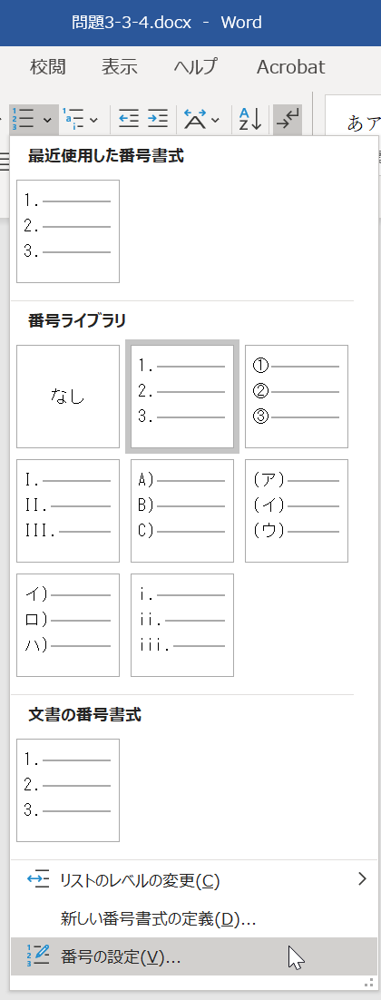 問題3-3-4.docx - Word
校閲 表示 ヘルプ Acrobat
あア
最近使用した番号書式
1.
2.
3.
番号ライブラリ
なし
1.
2.
3.
①
②
③
I.
II.
III.
A)
B)
C)
(ア)
(イ)
(ウ)
イ)
ロ)
ハ)
i.
ii.
iii.
文書の番号書式
1.
2.
3.
リストのレベルの変更(C)
新しい番号書式の定義(D)...
番号の設定(V)...